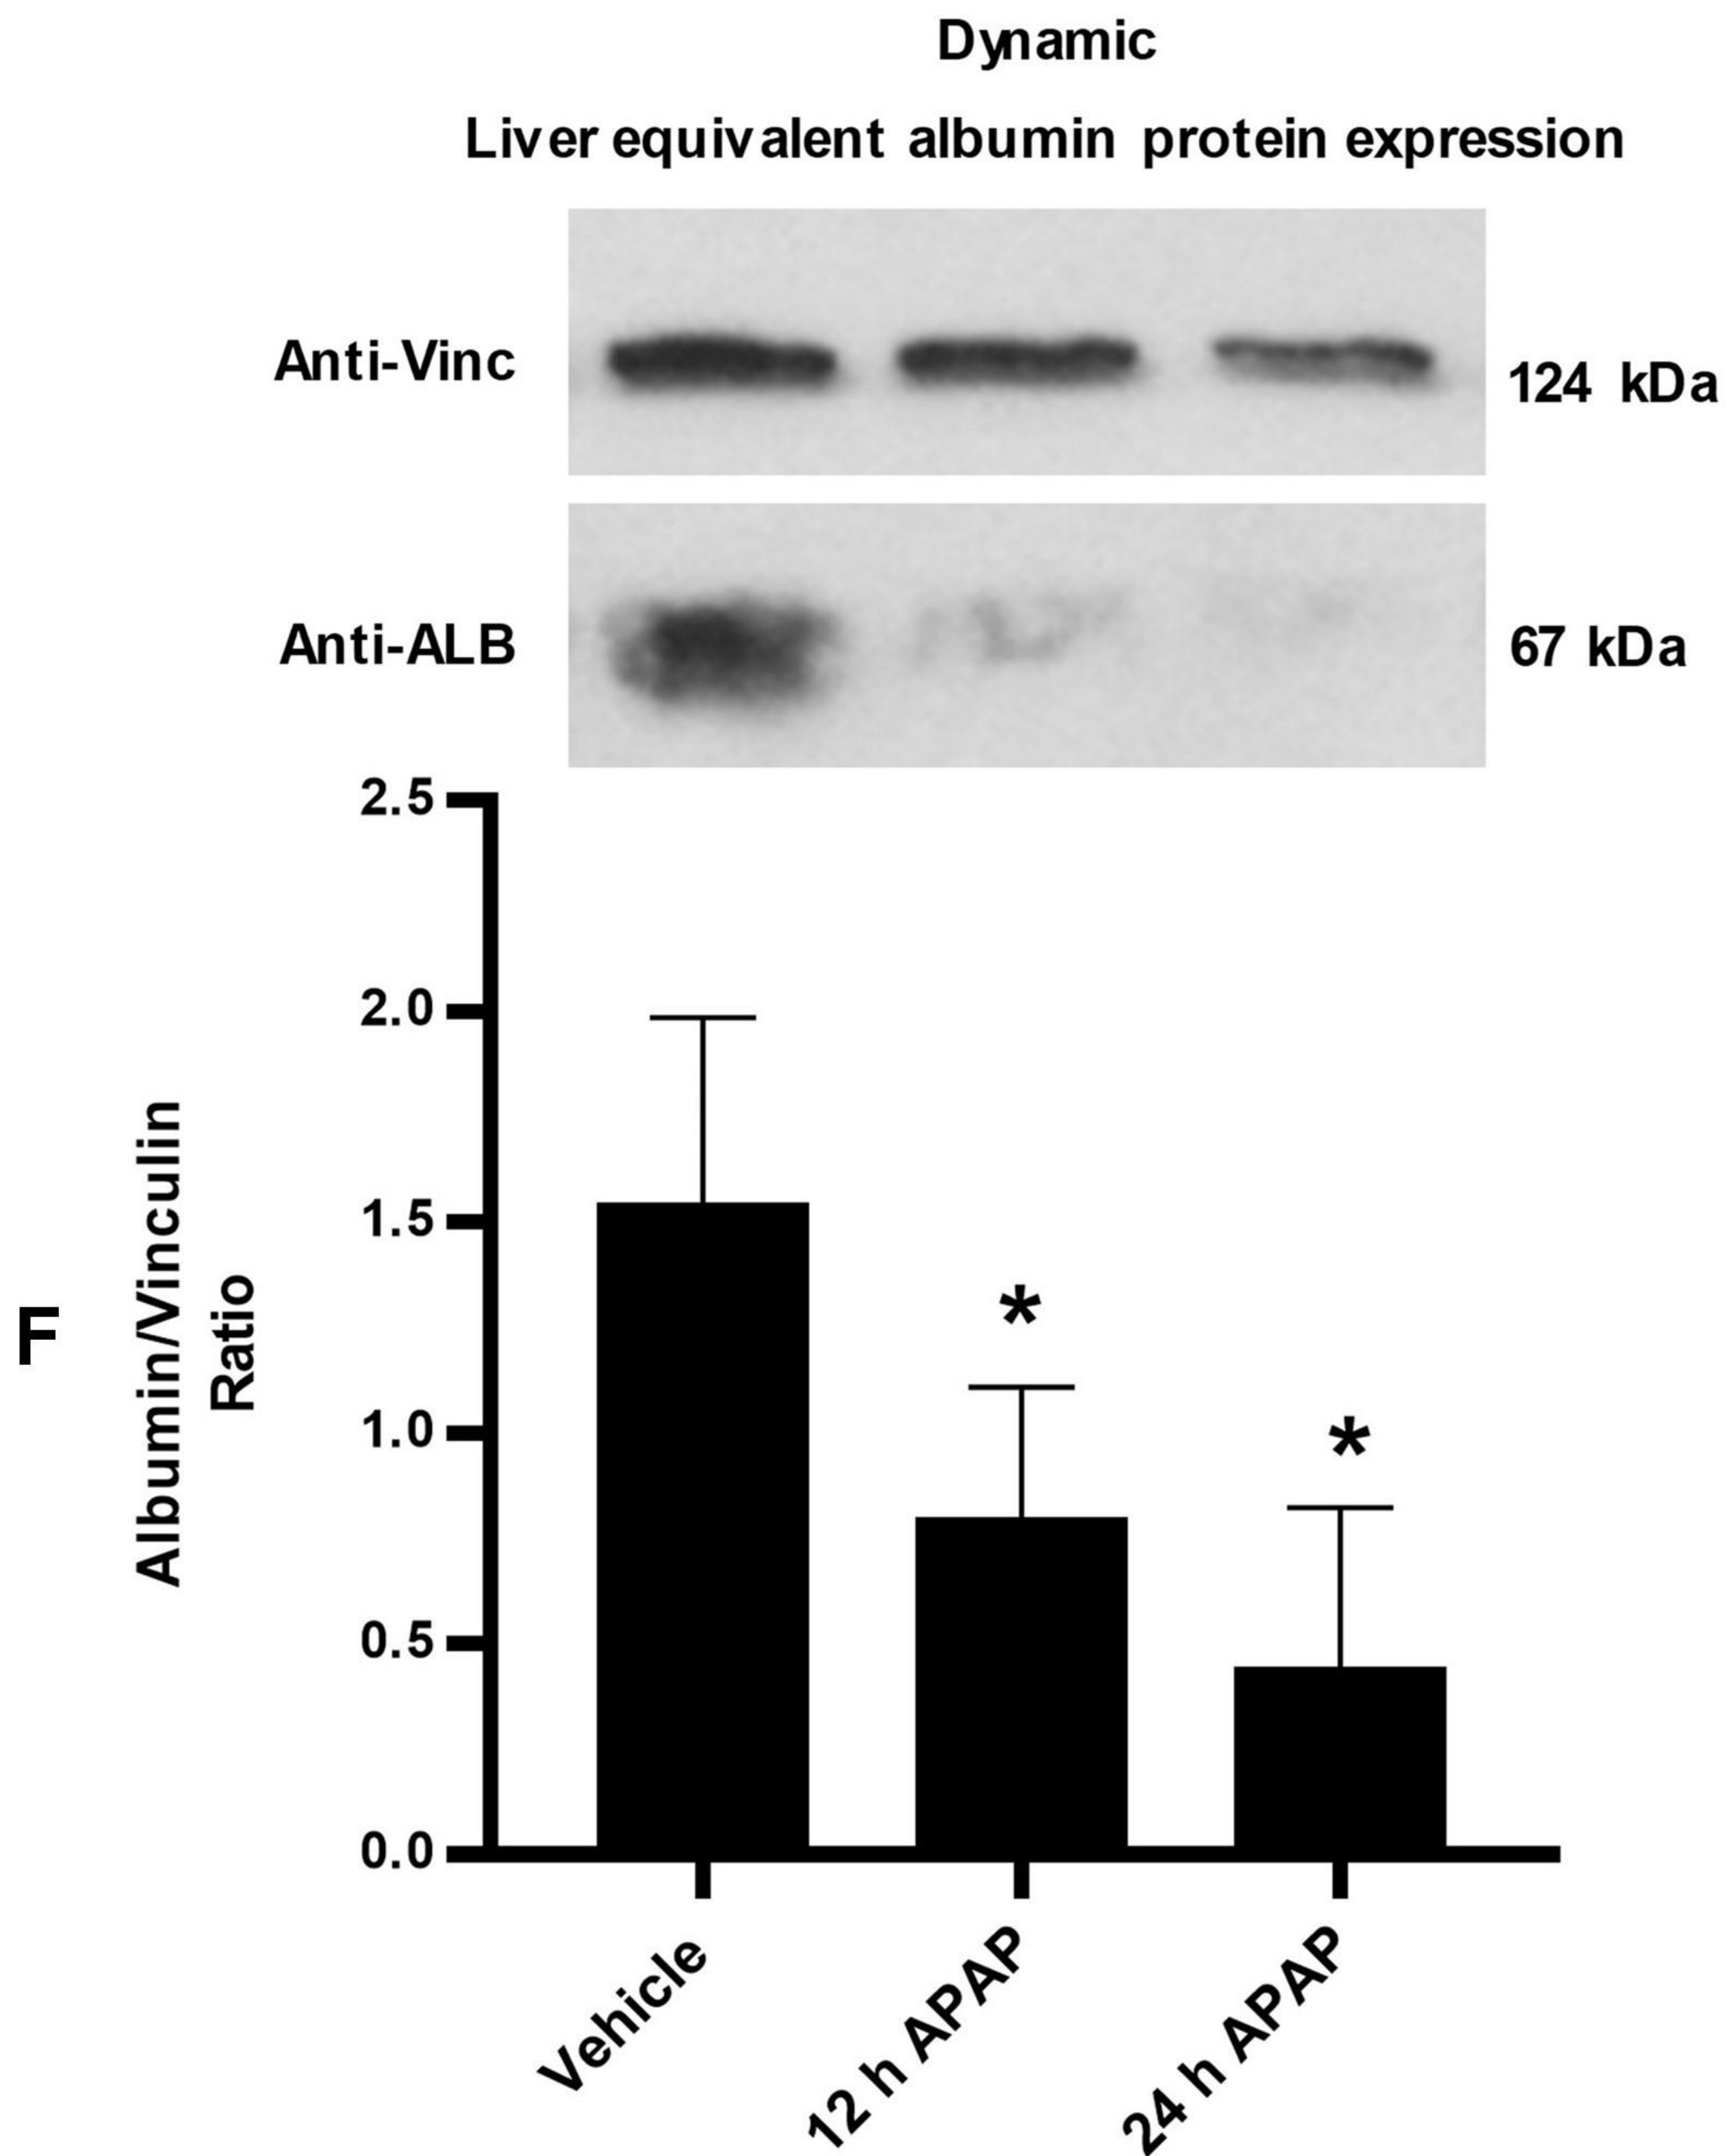 Dynamic
Liver equivalent albumin protein expression
Anti-Vinc
124 kDa
Anti-ALB
67 kDa
2.5
2.0
1.5
1.0
0.5
0.0
Albumin/Vinculin
Ratio
F
*
*
Vehicle
12 h APAP
24 h APAP